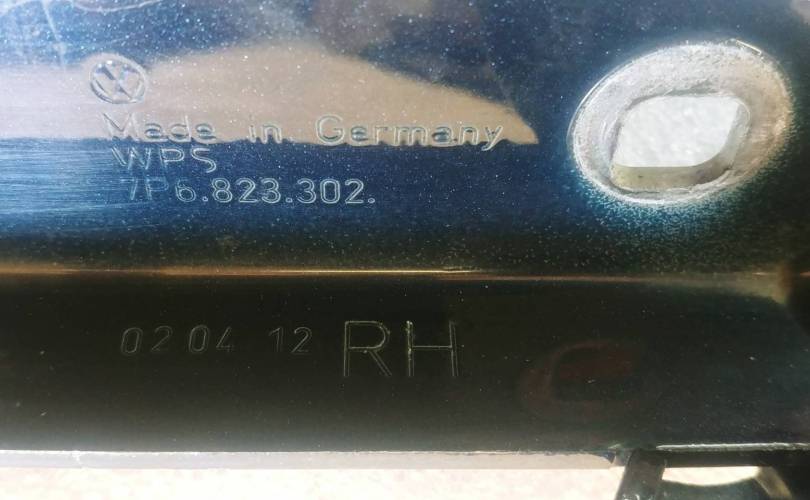 Made in Germany
WPS
7P6.823.302.
02 04 12 RH